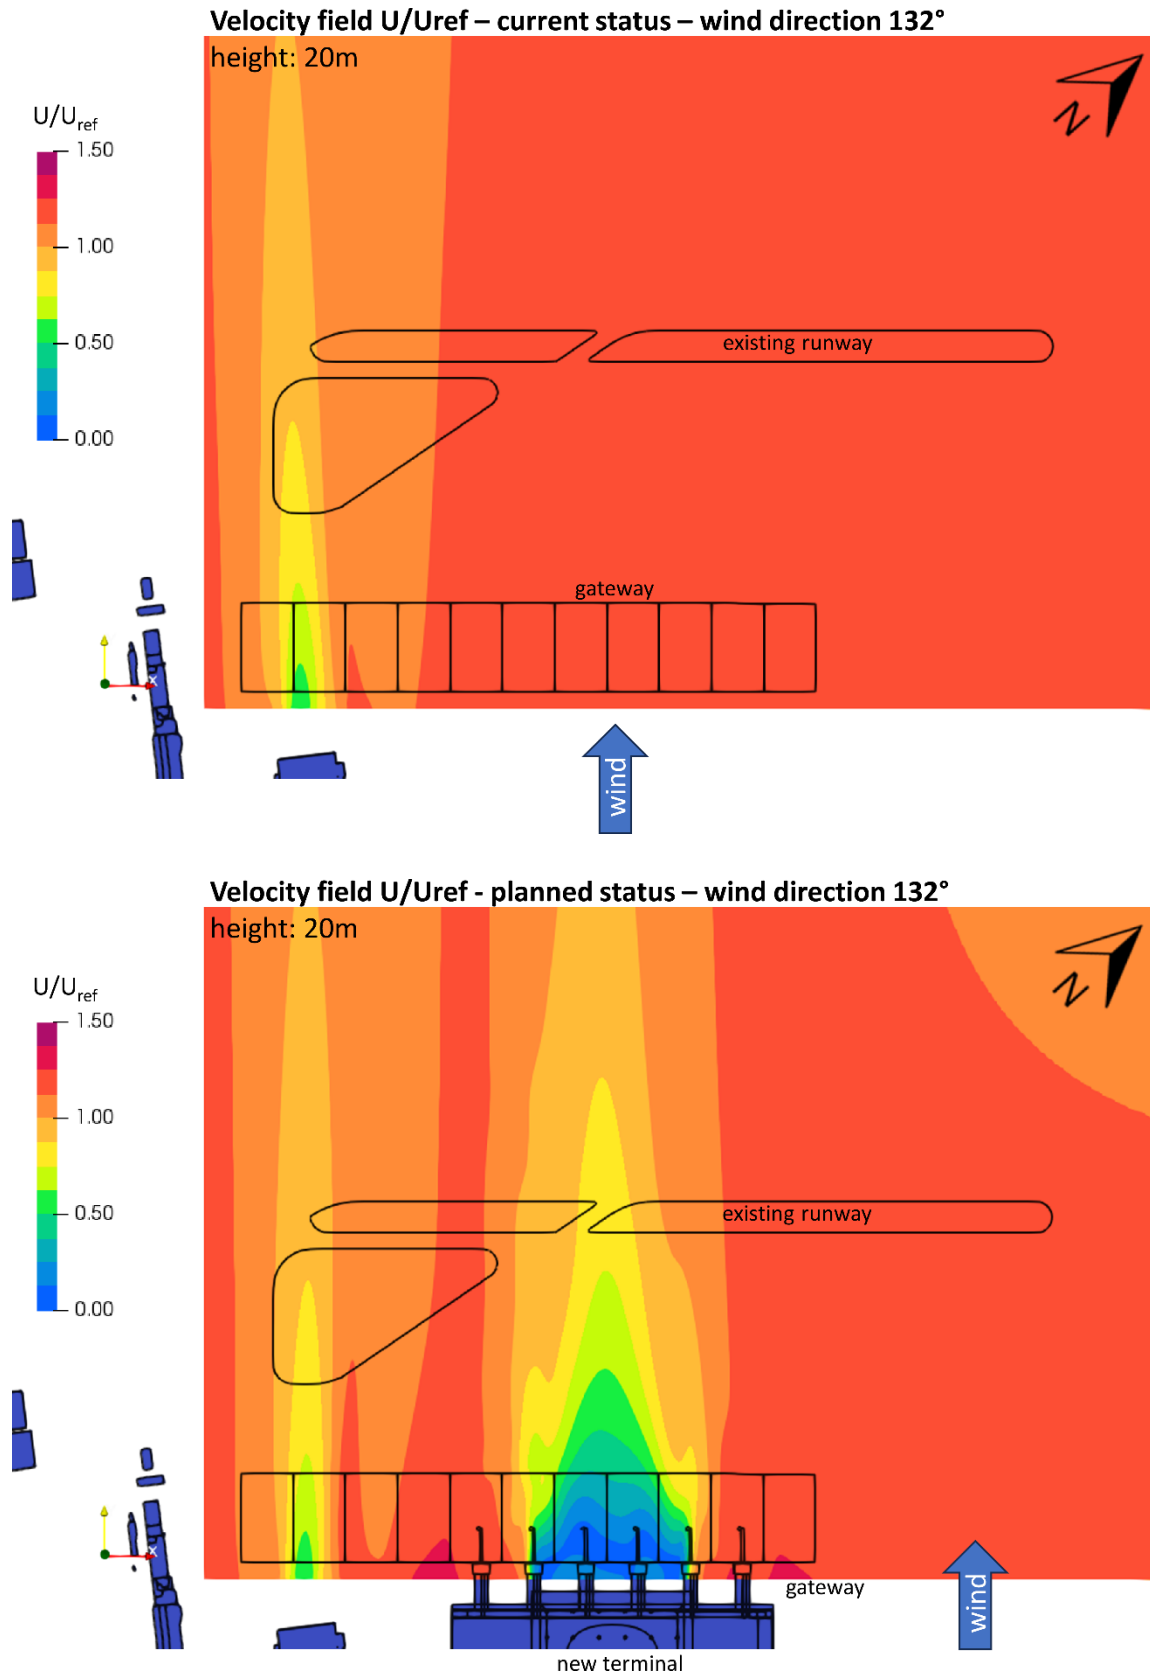 Velocity field U/Uref – current status – wind direction 132°
height: 20m
N
U/Uref
1.50
1.00
0.50
0.00
existing runway
gateway
X
wind
Velocity field U/Uref - planned status – wind direction 132°
height: 20m
N
U/Uref
1.50
1.00
0.50
0.00
existing runway
X
gateway
wind
new terminal